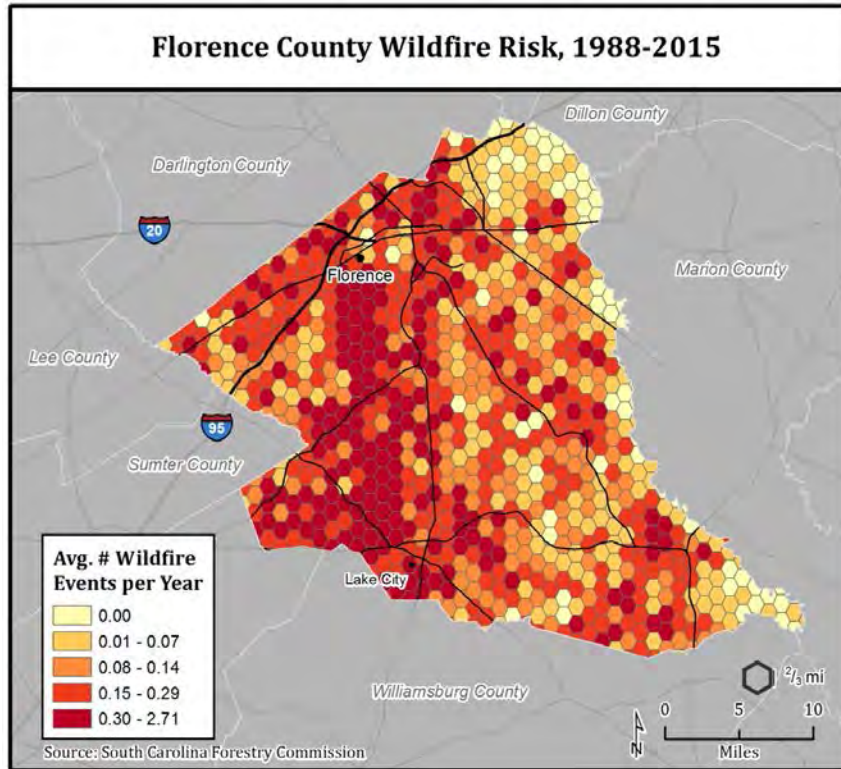 Florence County Wildfire Risk, 1988-2015
Dillon County
Darlington County
20
Florence
Marion County
Lee County
95
Sumter County
Avg. # Wildfire
Events per Year
0.00
0.01 - 0.07
0.08 - 0.14
0.15 - 0.29
0.30 - 2.71
Lake City
Williamsburg County
2/3 mi
0 5 10
Miles
N
Source: South Carolina Forestry Commission